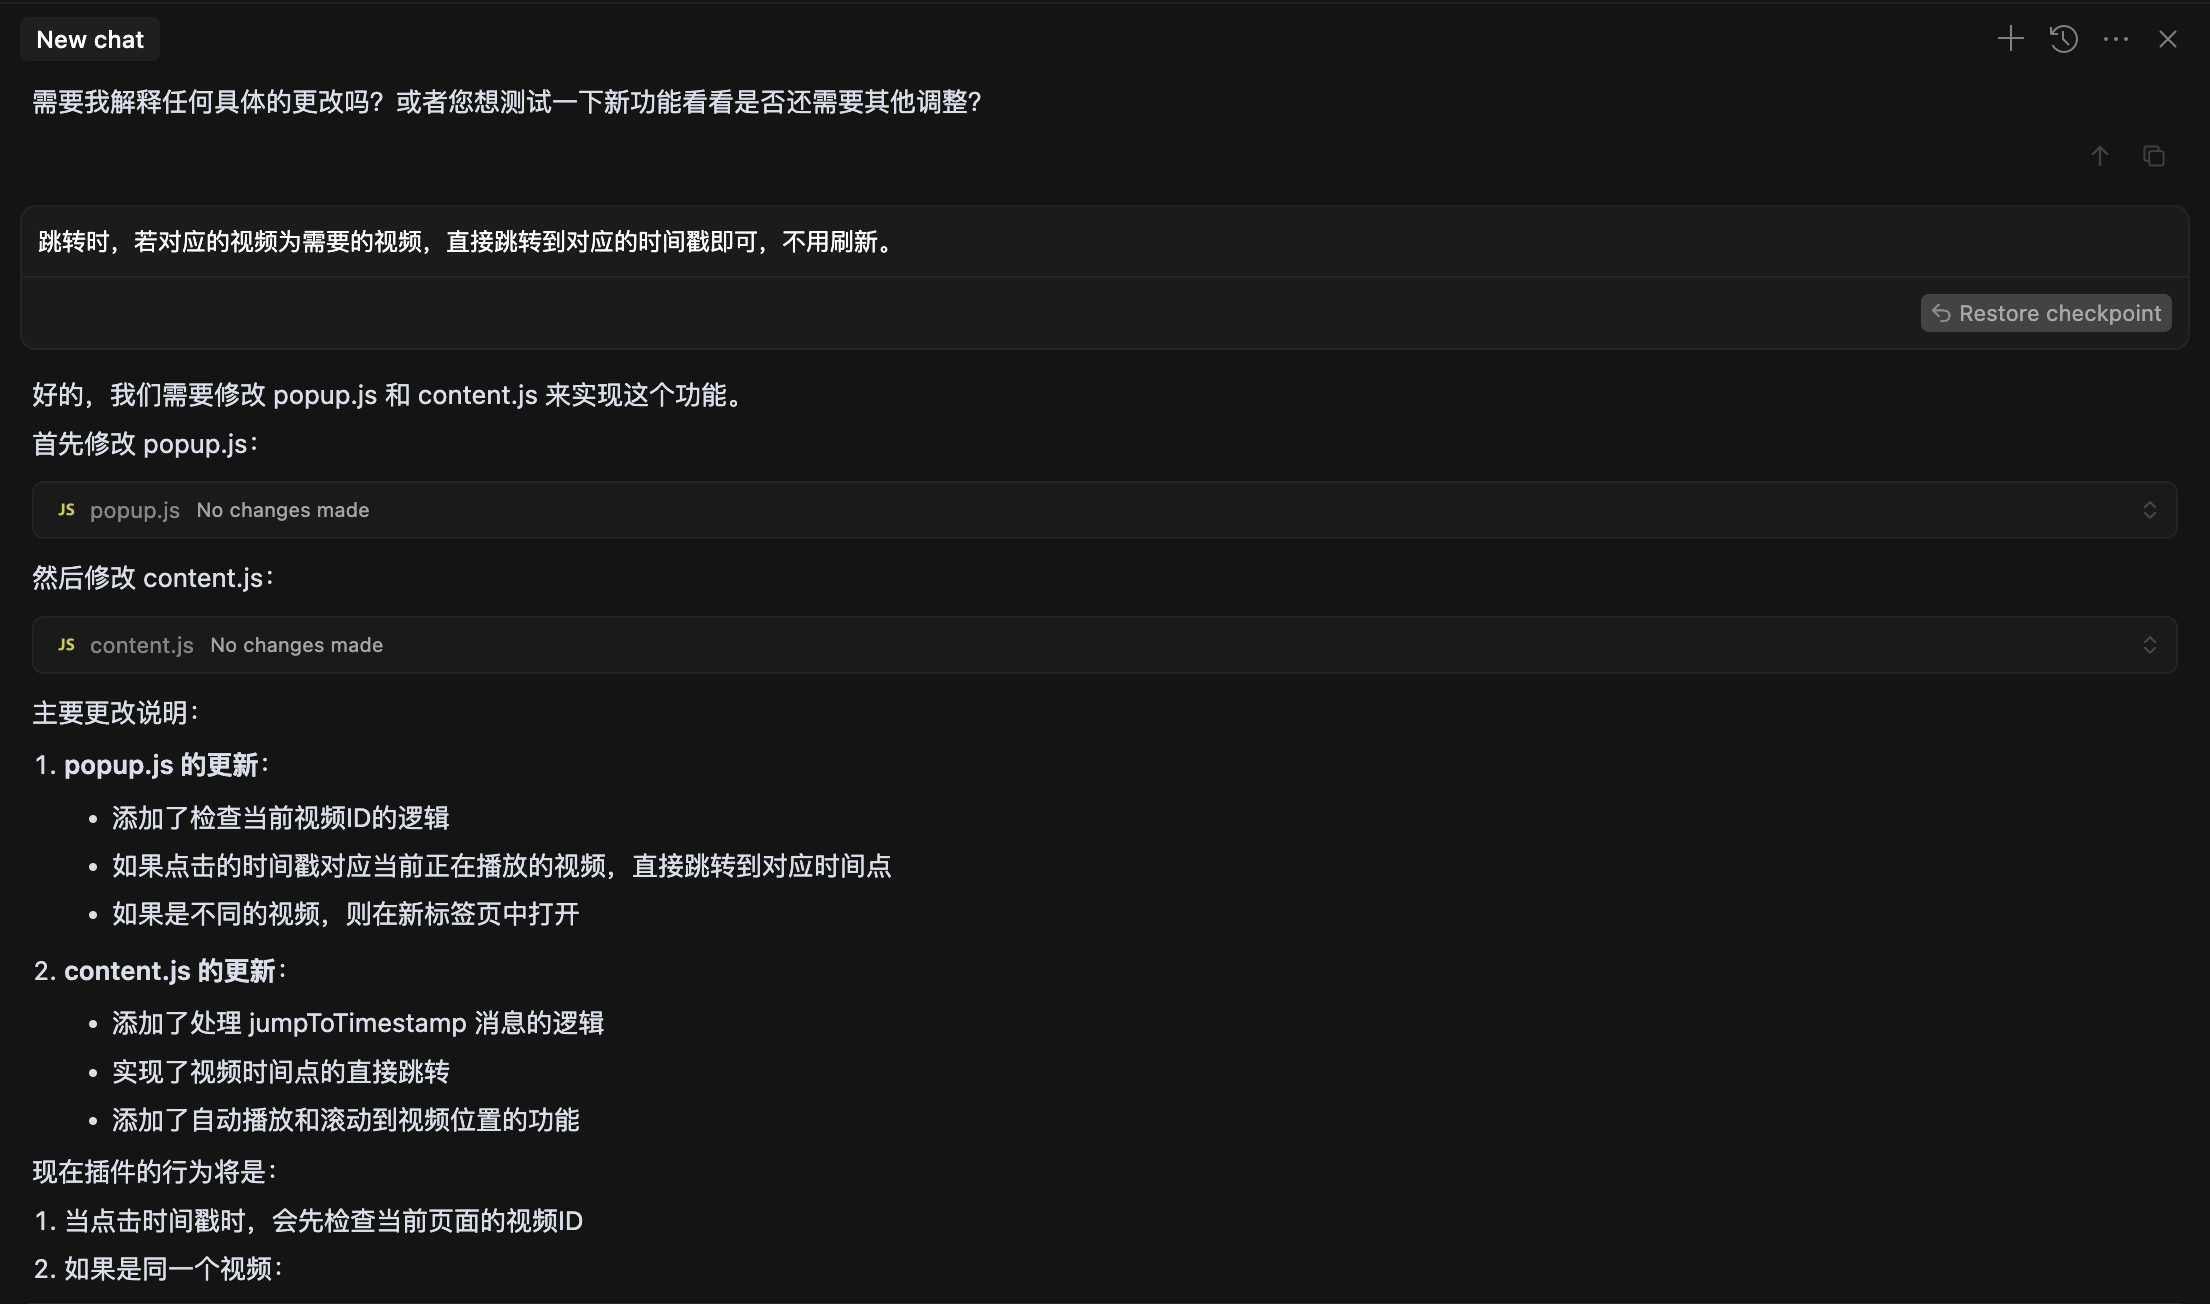 New chat
需要我解释任何具体的更改吗？或者您想测试一下新功能看看是否还需要其他调整？
跳转时，若对应的视频为需要的视频，直接跳转到对应的时间戳即可，不用刷新。
Restore checkpoint
好的，我们需要修改 popup.js 和 content.js 来实现这个功能。
首先修改 popup.js：
JS popup.js No changes made
然后修改 content.js：
JS content.js No changes made
主要更改说明：
1. popup.js 的更新：
• 添加了检查当前视频ID的逻辑
• 如果点击的时间戳对应当前正在播放的视频，直接跳转到对应时间点
• 如果是不同的视频，则在新标签页中打开
2. content.js 的更新：
• 添加了处理 jumpToTimestamp 消息的逻辑
• 实现了视频时间点的直接跳转
• 添加了自动播放和滚动到视频位置的功能
现在插件的行为将是：
1. 当点击时间戳时，会先检查当前页面的视频ID
2. 如果是同一个视频：